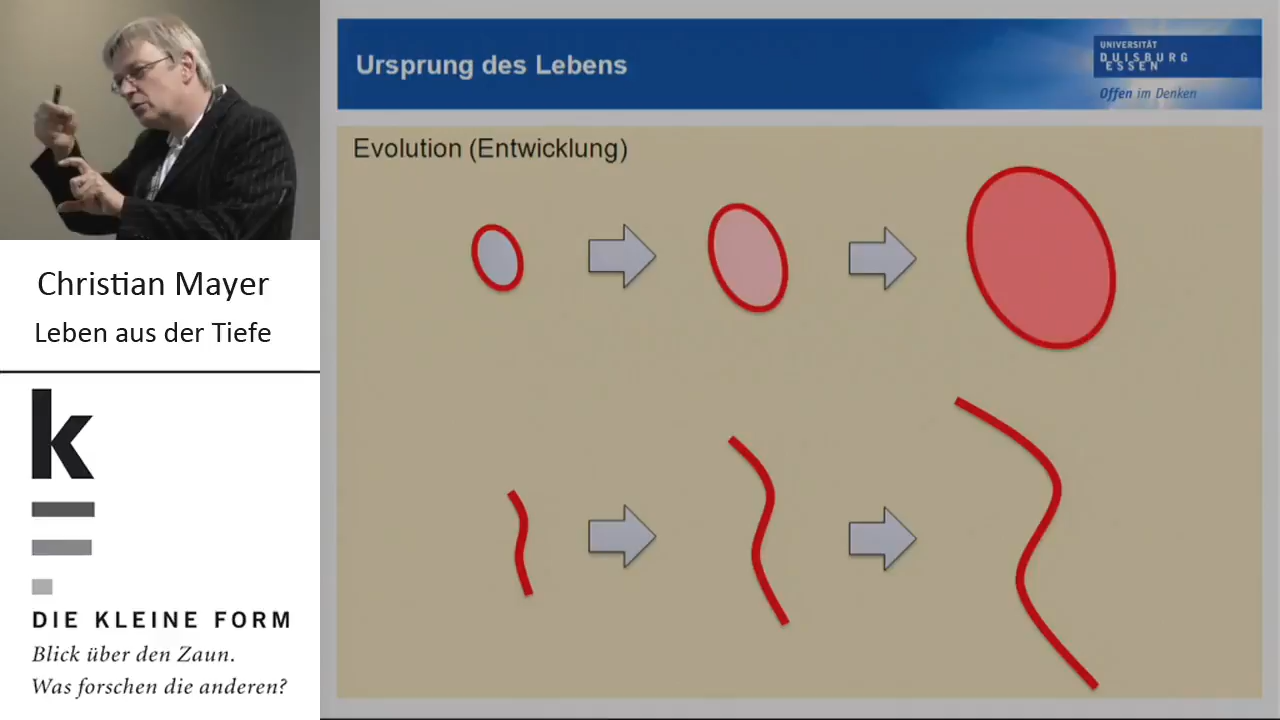 Christian Mayer
Leben aus der Tiefe
k
DIE KLEINE FORM
Blick über den Zaun.
Was forschen die anderen?
Ursprung des Lebens
UNIVERSITÄT
DUISBURG
ESSEN
Offen im Denken
Evolution (Entwicklung)